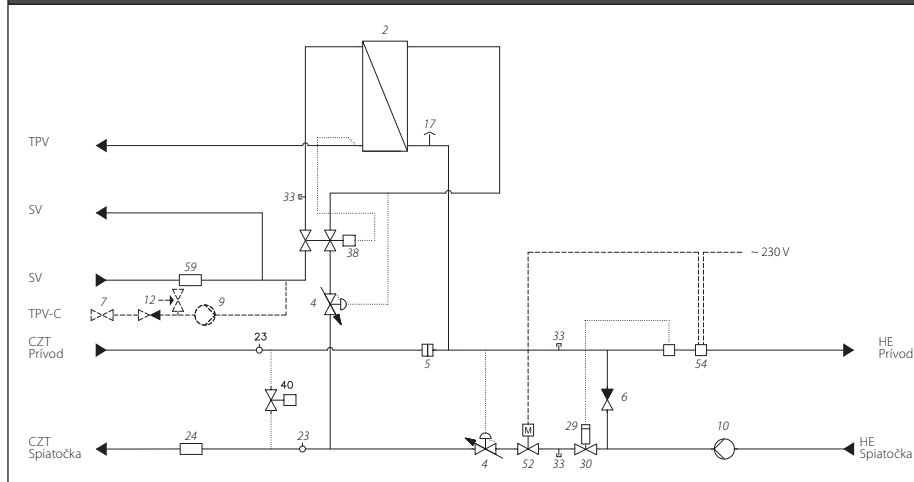 2
TPV
17
33
SV
38
SV
59
~ 230 V
4
7
12
9
TPV-C
CZT
Prívod
23
5
33
54
HE
Prívod
40
6
29
M
10
CZT
Spiatočka
24
23
4
52
33
30
HE
Spiatočka